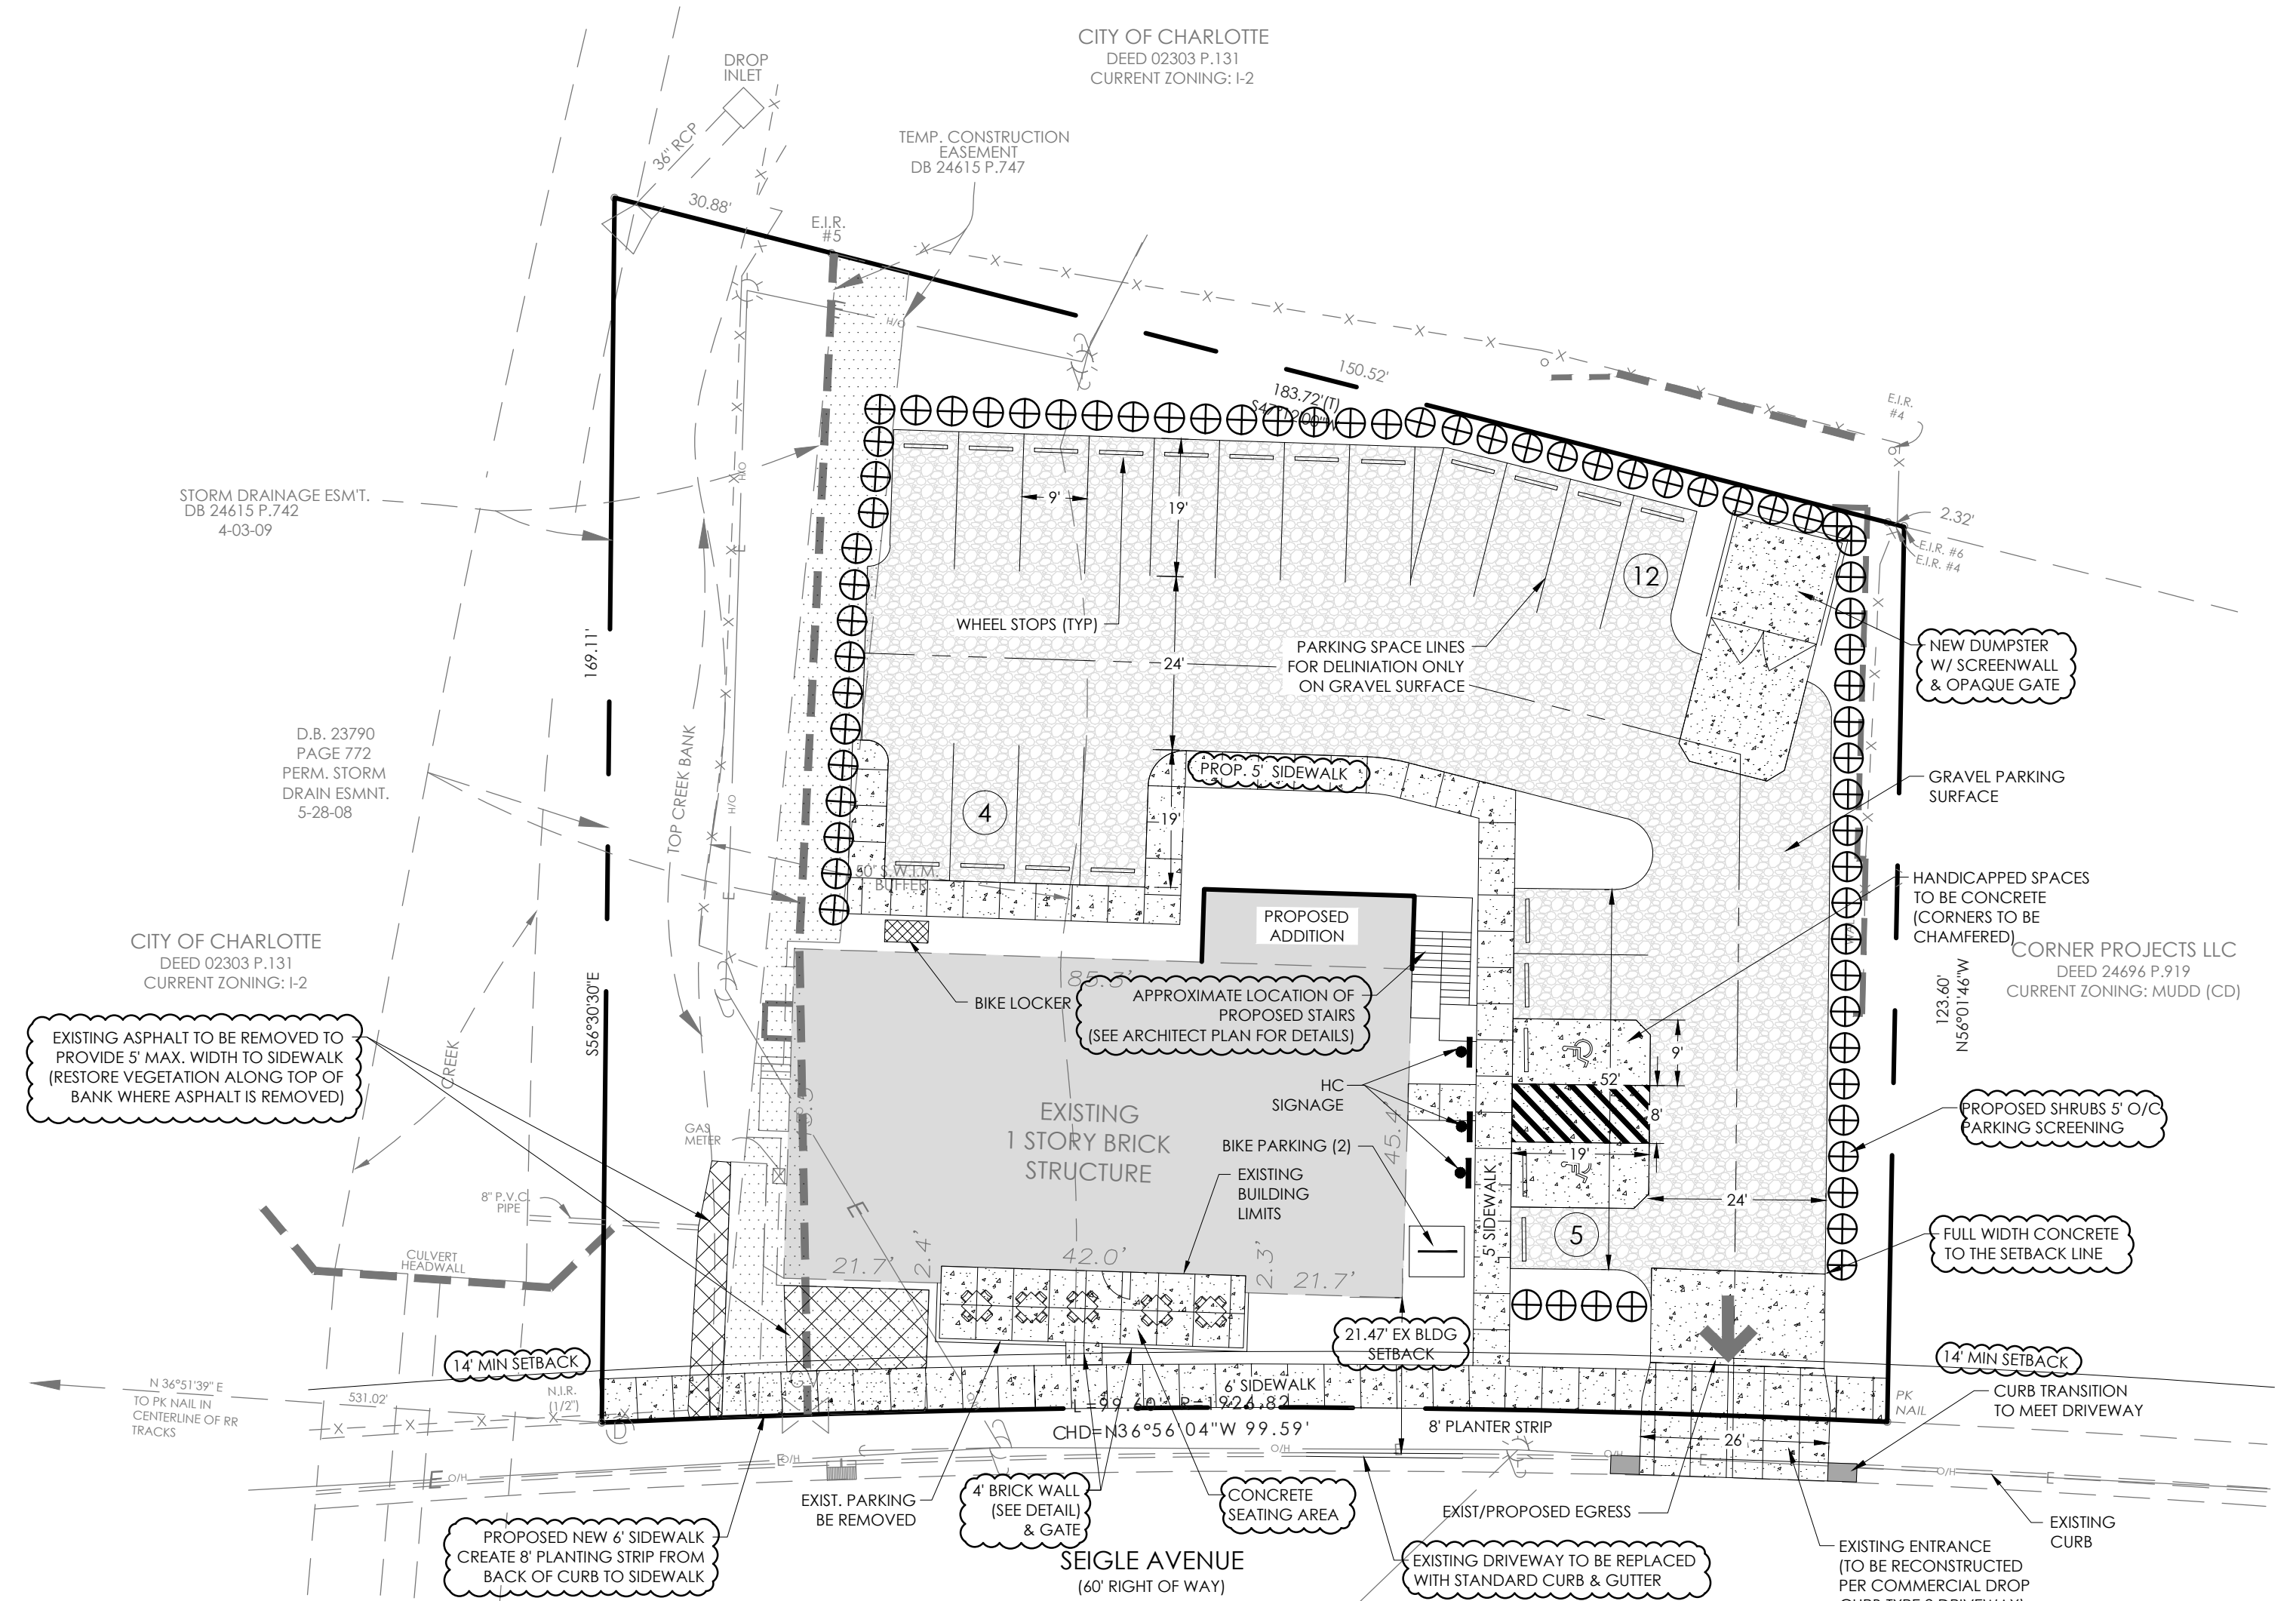 CITY OF CHARLOTTE
DEED 02303 P.131
CURRENT ZONING: I-2
DROP
INLET
36" RCP
TEMP. CONSTRUCTION
EASEMENT
DB 24615 P.747
30.88'
E.I.R.
#5
H/O
150.52'
183.72'(T)
S47°12'00"W
E.I.R.
#4
2.32'
E.I.R. #6
E.I.R. #4
STORM DRAINAGE ESM'T.
DB 24615 P.742
4-03-09
H/O
E
9'
19'
12
WHEEL STOPS (TYP)
24'
PARKING SPACE LINES
FOR DELINIATION ONLY
ON GRAVEL SURFACE
NEW DUMPSTER
W/ SCREENWALL
& OPAQUE GATE
169.11'
D.B. 23790
PAGE 772
PERM. STORM
DRAIN ESMNT.
5-28-08
TOP CREEK BANK
H/O
E
PROP. 5' SIDEWALK
4
19'
GRAVEL PARKING
SURFACE
50' S.W.I.M.
BUFFER
HANDICAPPED SPACES
TO BE CONCRETE
(CORNERS TO BE
CHAMFERED)
PROPOSED
ADDITION
CITY OF CHARLOTTE
DEED 02303 P.131
CURRENT ZONING: I-2
CORNER PROJECTS LLC
DEED 24696 P.919
CURRENT ZONING: MUDD (CD)
123.60'
N56°01'46"W
85.3'
BIKE LOCKER
APPROXIMATE LOCATION OF
PROPOSED STAIRS
(SEE ARCHITECT PLAN FOR DETAILS)
S56°30'30"E
EXISTING ASPHALT TO BE REMOVED TO
PROVIDE 5' MAX. WIDTH TO SIDEWALK
(RESTORE VEGETATION ALONG TOP OF
BANK WHERE ASPHALT IS REMOVED)
CREEK
9'
52'
8'
HC
SIGNAGE
EXISTING
1 STORY BRICK
STRUCTURE
45.4'
BIKE PARKING (2)
GAS
METER
19'
PROPOSED SHRUBS 5' O/C
PARKING SCREENING
EXISTING
BUILDING
LIMITS
5' SIDEWALK
24'
8" P.V.C.
PIPE
E
5
FULL WIDTH CONCRETE
TO THE SETBACK LINE
CULVERT
HEADWALL
21.7'
2.4'
42.0'
2.3'
21.7'
21.47' EX BLDG
SETBACK
14' MIN SETBACK
14' MIN SETBACK
N 36°51'39" E
TO PK NAIL IN
CENTERLINE OF RR
TRACKS
531.02'
N.I.R.
(1/2")
6' SIDEWALK
L=99.60' R=1926.82
CHD=N36°56'04"W 99.59'
8' PLANTER STRIP
PK
NAIL
CURB TRANSITION
TO MEET DRIVEWAY
26'
E
O/H
E
O/H
O/H
E
O/H
E
O/H
E
EXIST. PARKING
BE REMOVED
4' BRICK WALL
(SEE DETAIL)
& GATE
CONCRETE
SEATING AREA
EXIST/PROPOSED EGRESS
EXISTING
CURB
PROPOSED NEW 6' SIDEWALK
CREATE 8' PLANTING STRIP FROM
BACK OF CURB TO SIDEWALK
SEIGLE AVENUE
(60' RIGHT OF WAY)
EXISTING DRIVEWAY TO BE REPLACED
WITH STANDARD CURB & GUTTER
EXISTING ENTRANCE
(TO BE RECONSTRUCTED
PER COMMERCIAL DROP